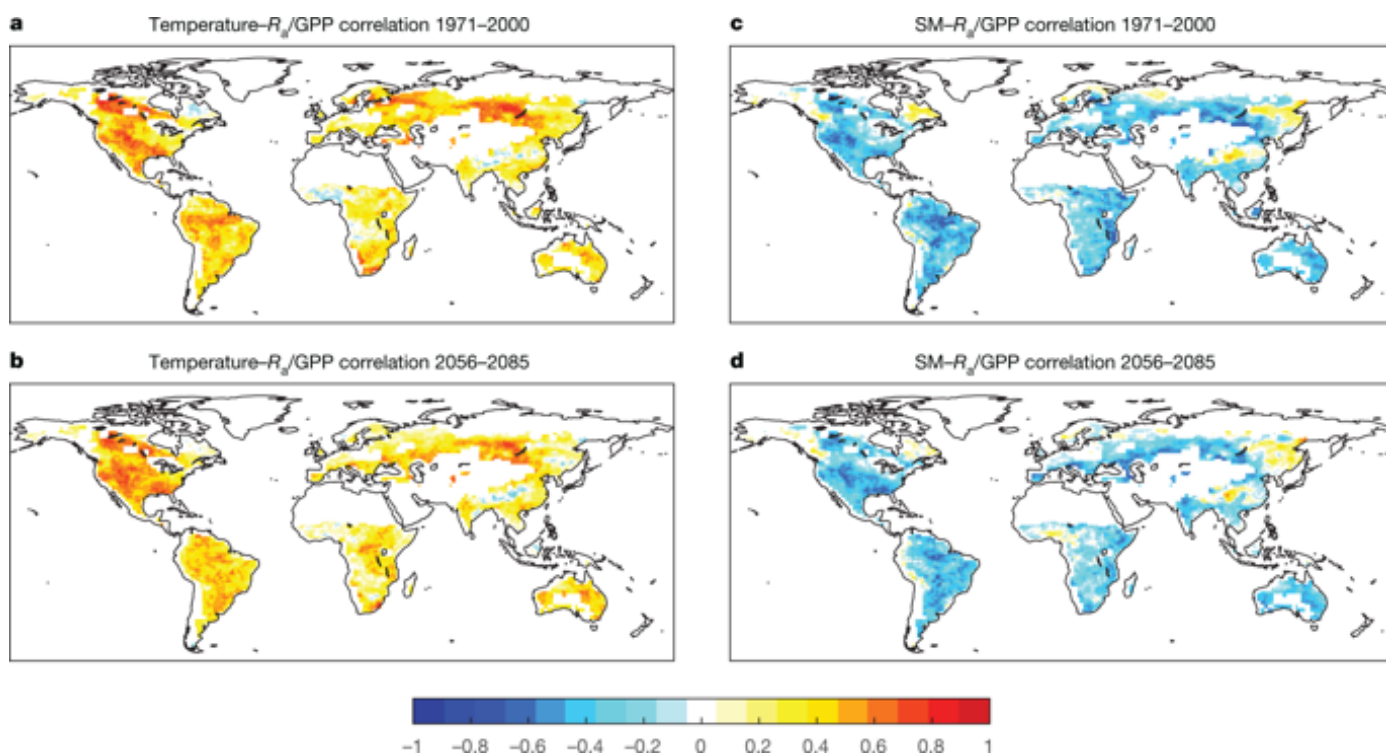 a Temperature–Ra/GPP correlation 1971–2000
c SM–Ra/GPP correlation 1971–2000
b Temperature–Ra/GPP correlation 2056–2085
d SM–Ra/GPP correlation 2056–2085
−1 −0.8 −0.6 −0.4 −0.2 0 0.2 0.4 0.6 0.8 1